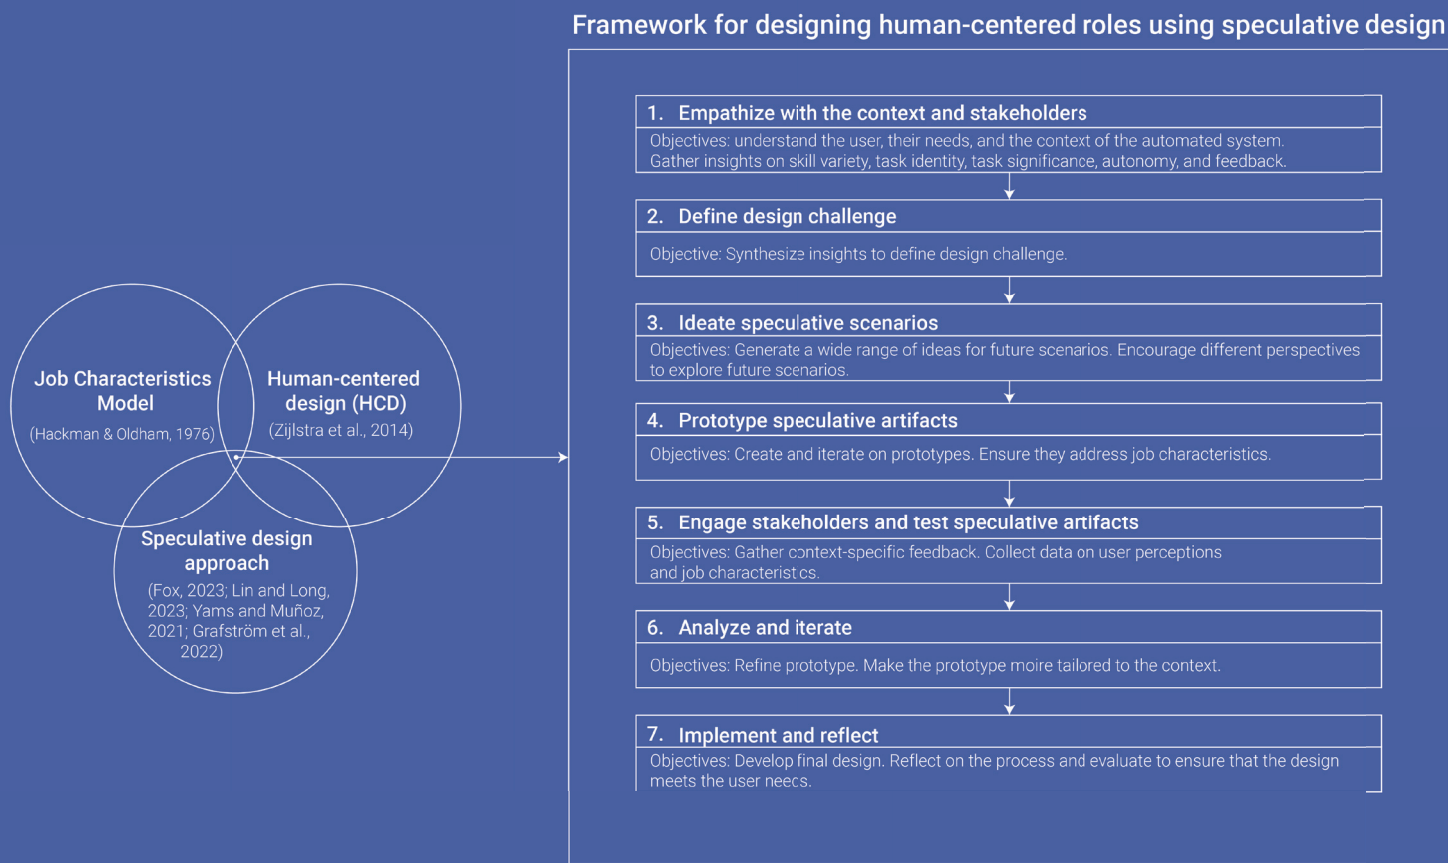 Framework for designing human-centered roles using speculative design
Job Characteristics
Model
(Hackman & Oldham, 1976)
Human-centered
design (HCD)
(Zijlstra et al., 2014)
Speculative design
approach
(Fox, 2023; Lin and Long,
2023; Yams and Muñoz,
2021; Grafström et al.,
2022)
1. Empathize with the context and stakeholders
Objectives: understand the user, their needs, and the context of the automated system.
Gather insights on skill variety, task identity, task significance, autonomy, and feedback.
2. Define design challenge
Objective: Synthesize insights to define design challenge.
3. Ideate speculative scenarios
Objectives: Generate a wide range of ideas for future scenarios. Encourage different perspectives
to explore future scenarios.
4. Prototype speculative artifacts
Objectives: Create and iterate on prototypes. Ensure they address job characteristics.
5. Engage stakeholders and test speculative artifacts
Objectives: Gather context-specific feedback. Collect data on user perceptions
and job characteristics.
6. Analyze and iterate
Objectives: Refine prototype. Make the prototype moire tailored to the context.
7. Implement and reflect
Objectives: Develop final design. Reflect on the process and evaluate to ensure that the design
meets the user needs.